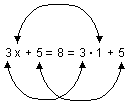 3 x + 5 = 8 = 3 · 1 + 5